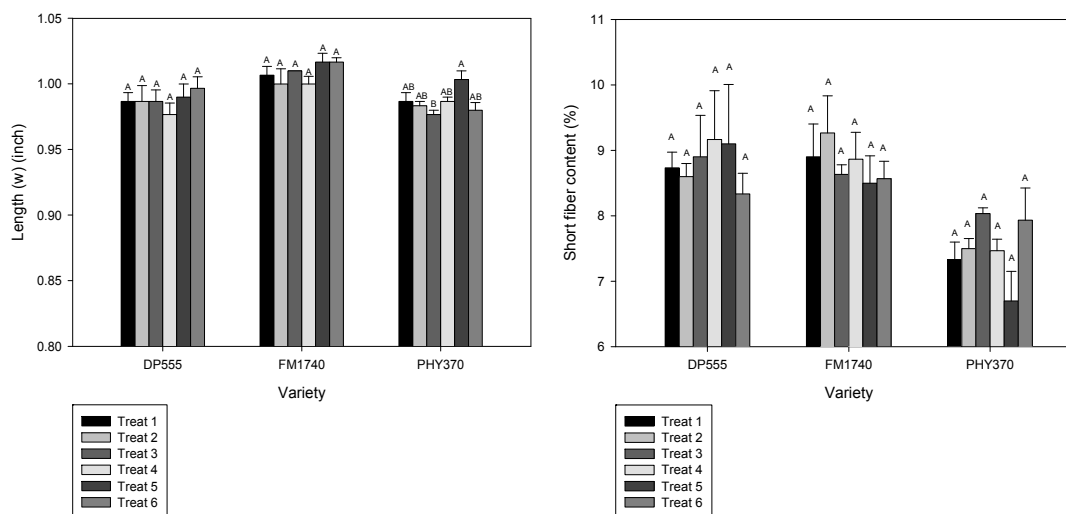 1.05
1.00
0.95
0.90
0.85
0.80
Length (w) (inch)
A A A A A A
A A A A A A
AB AB B AB A AB
DP555 FM1740 PHY370
Variety
Treat 1
Treat 2
Treat 3
Treat 4
Treat 5
Treat 6
11
10
9
8
7
6
Short fiber content (%)
A A A A A A
A A A A A A
A A A A A A
DP555 FM1740 PHY370
Variety
Treat 1
Treat 2
Treat 3
Treat 4
Treat 5
Treat 6